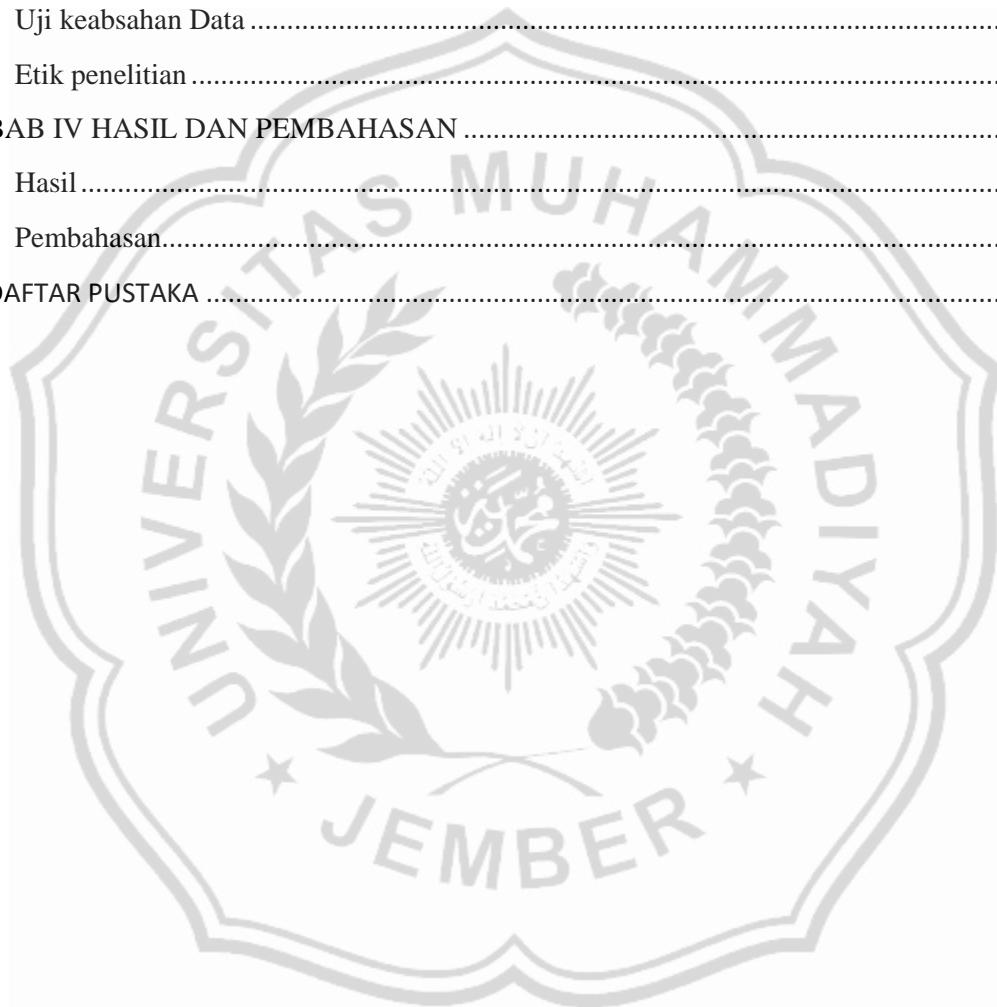 Uji keabsahan Data ........................................................................................................
Etik penelitian ........................................................................................................
BAB IV HASIL DAN PEMBAHASAN ........................................................................
Hasil ........................................................................................................
Pembahasan........................................................................................................
DAFTAR PUSTAKA ........................................................................................................
UNIVERSITAS MUHAMMADIYAH
JEMBER